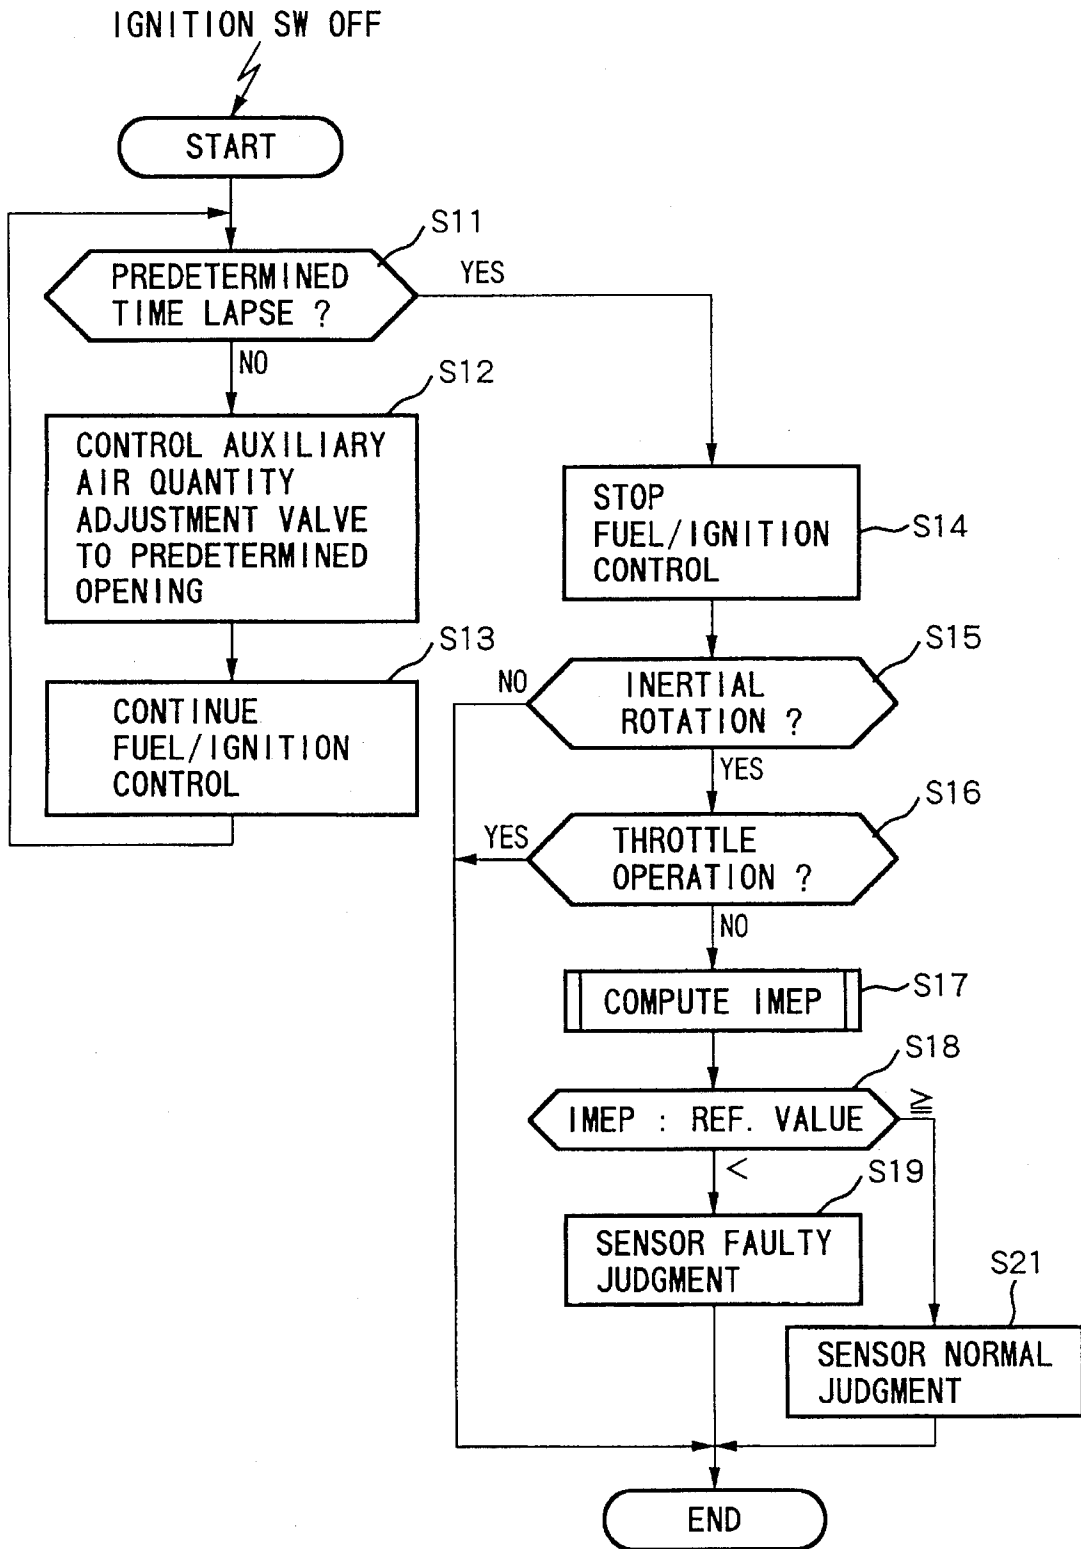 IGNITION SW OFF
START
S11
PREDETERMINED
TIME LAPSE ?
YES
NO
S12
CONTROL AUXILIARY
AIR QUANTITY
ADJUSTMENT VALVE
TO PREDETERMINED
OPENING
S13
CONTINUE
FUEL/IGNITION
CONTROL
STOP
FUEL/IGNITION
CONTROL
S14
S15
NO
INERTIAL
ROTATION ?
YES
S16
YES
THROTTLE
OPERATION ?
NO
COMPUTE IMEP
S17
S18
IMEP : REF. VALUE
≧
<
S19
SENSOR FAULTY
JUDGMENT
S21
SENSOR NORMAL
JUDGMENT
END